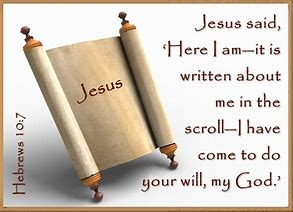 Jesus said,
‘Here I am—it is
written about
me in the
scroll—I have
come to do
your will, my God.’
Jesus
Hebrews 10:7